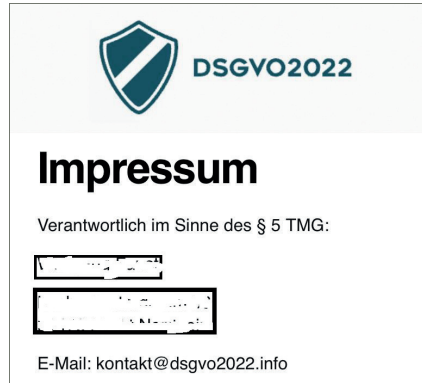 DSGVO2022
Impressum
Verantwortlich im Sinne des § 5 TMG:
E-Mail: kontakt@dsgvo2022.info